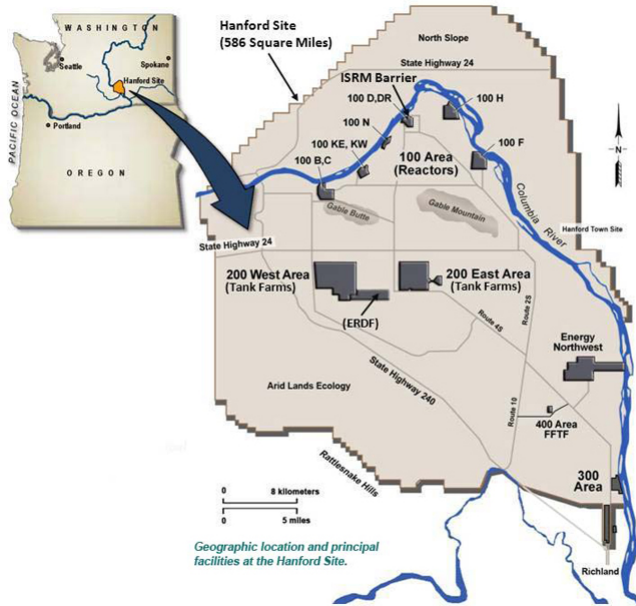 WASHINGTON
Seattle
Spokane
Hanford Site
PACIFIC OCEAN
Portland
OREGON
Hanford Site
(586 Square Miles)
North Slope
State Highway 24
ISRM Barrier
100 D,DR
100 H
100 N
100 KE, KW
100 F
100 B,C
100 Area
(Reactors)
Gable Butte
Gable Mountain
Columbia
River
N
Hanford Town Site
State Highway 24
200 West Area
(Tank Farms)
200 East Area
(Tank Farms)
(ERDF)
Route 4S
Route 2S
Energy
Northwest
State Highway 240
Arid Lands Ecology
Route 10
400 Area
FFTF
Rattlesnake Hills
300
Area
0 8 kilometers
0 5 miles
Geographic location and principal
facilities at the Hanford Site.
Richland